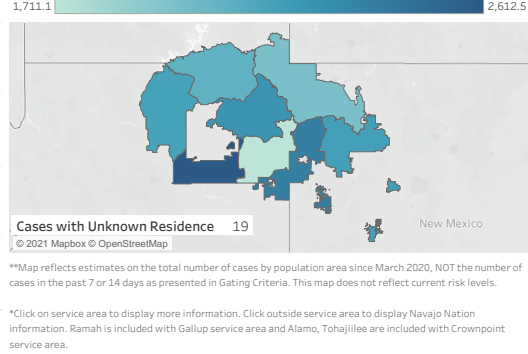 1,711.1 2,612.5
New Mexico
Cases with Unknown Residence 19
© 2021 Mapbox © OpenStreetMap
**Map reflects estimates on the total number of cases by population area since March 2020, NOT the number of
cases in the past 7 or 14 days as presented in Gating Criteria. This map does not reflect current risk levels.
*Click on service area to display more information. Click outside service area to display Navajo Nation
information. Ramah is included with Gallup service area and Alamo, Tohajiilee are included with Crownpoint
service area.